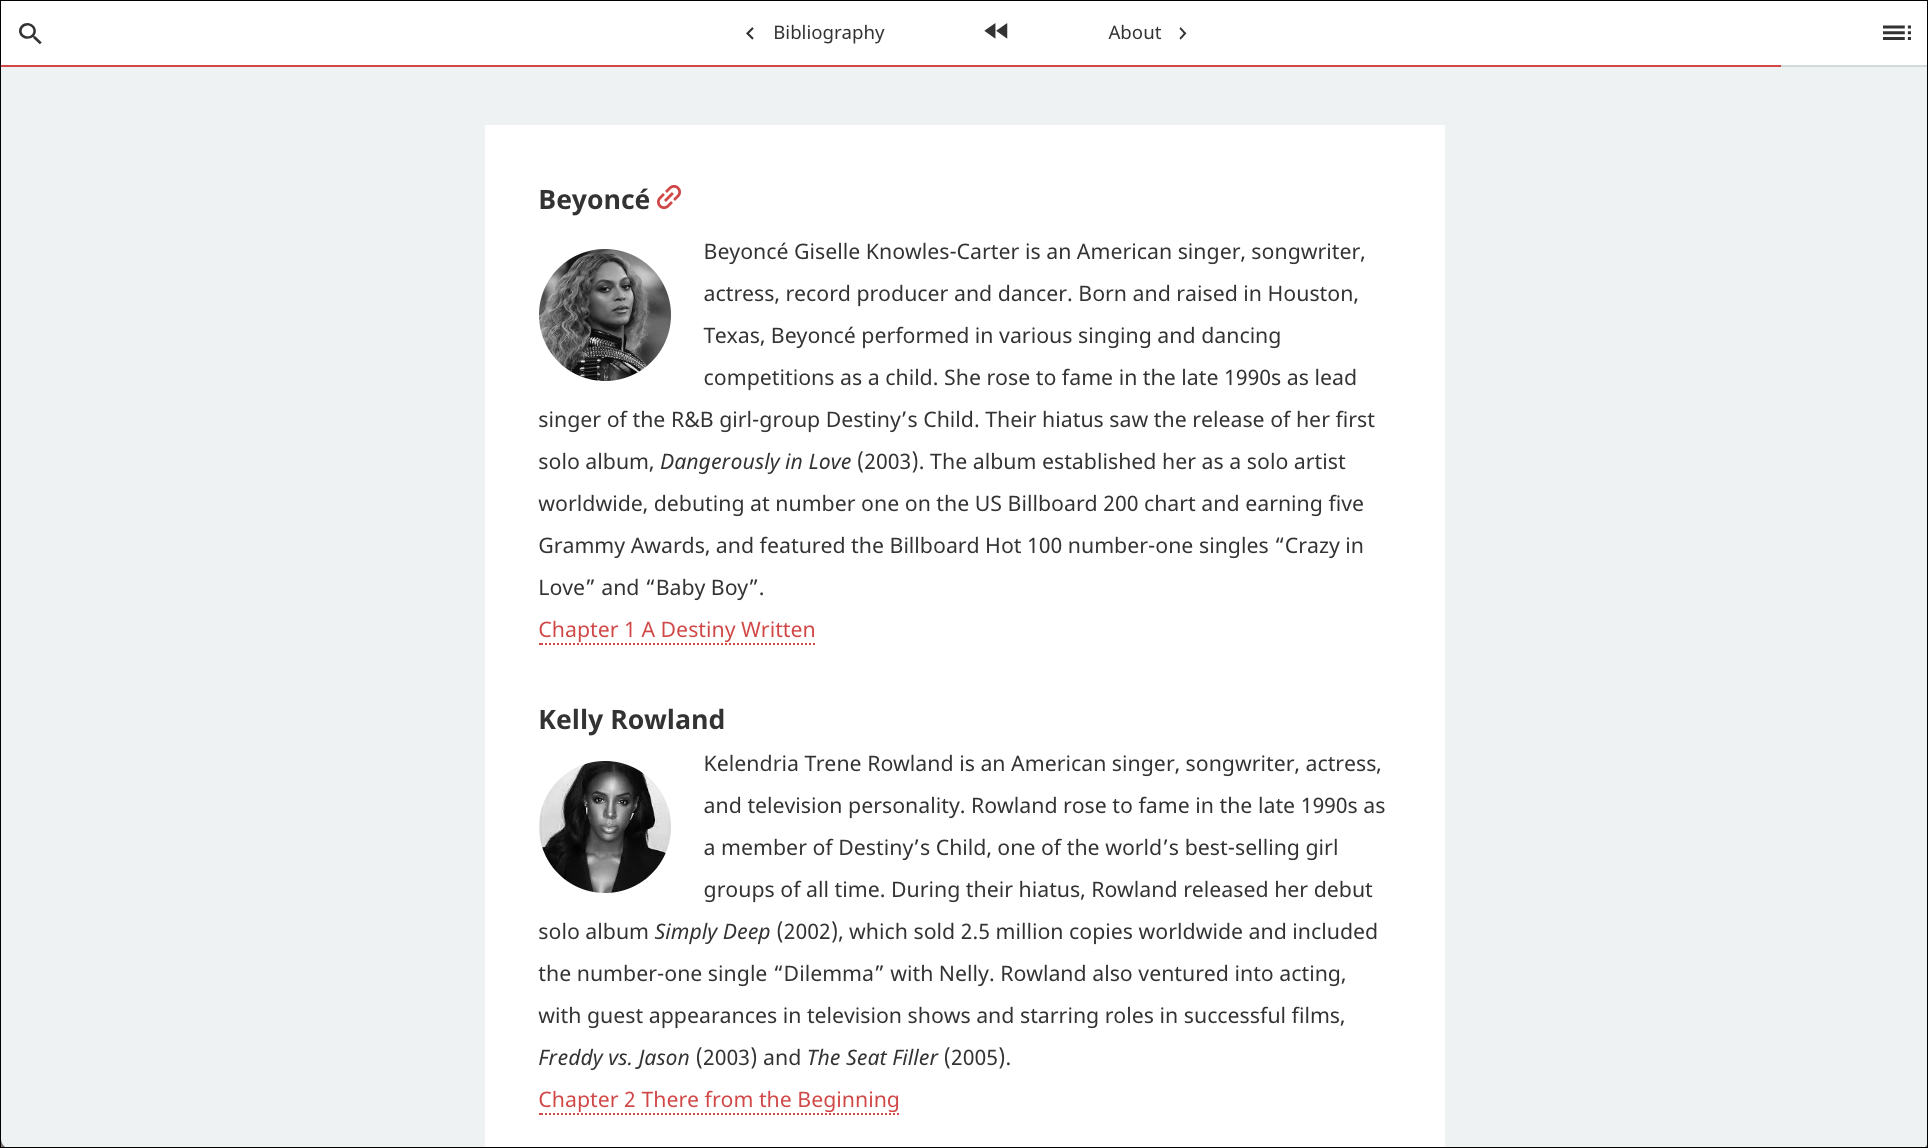 Bibliography
About
Beyoncé
Beyoncé Giselle Knowles-Carter is an American singer, songwriter,
actress, record producer and dancer. Born and raised in Houston,
Texas, Beyoncé performed in various singing and dancing
competitions as a child. She rose to fame in the late 1990s as lead
singer of the R&B girl-group Destiny’s Child. Their hiatus saw the release of her first
solo album, Dangerously in Love (2003). The album established her as a solo artist
worldwide, debuting at number one on the US Billboard 200 chart and earning five
Grammy Awards, and featured the Billboard Hot 100 number-one singles “Crazy in
Love” and “Baby Boy”.
Chapter 1 A Destiny Written
Kelly Rowland
Kelendria Trene Rowland is an American singer, songwriter, actress,
and television personality. Rowland rose to fame in the late 1990s as
a member of Destiny’s Child, one of the world’s best-selling girl
groups of all time. During their hiatus, Rowland released her debut
solo album Simply Deep (2002), which sold 2.5 million copies worldwide and included
the number-one single “Dilemma” with Nelly. Rowland also ventured into acting,
with guest appearances in television shows and starring roles in successful films,
Freddy vs. Jason (2003) and The Seat Filler (2005).
Chapter 2 There from the Beginning